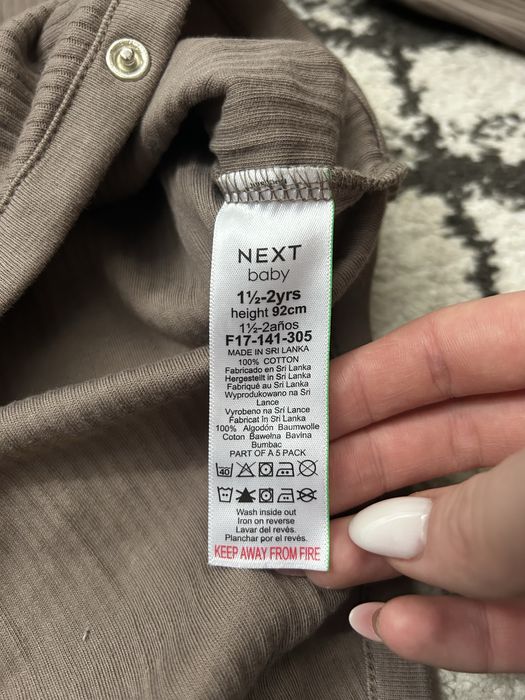 NEXT
baby
1½-2yrs
height 92cm
1½-2años
F17-141-305
MADE IN SRI LANKA
100% COTTON
Fabricado en Sri Lanka
Hergestellt in Sri Lanka
Fabriqué au Sri Lanka
Wyprodukowano na Sri
Lance
Vyrobeno na Sri Lance
Fabricat în Sri Lanka
100% Algodón Baumwolle
Coton Bawełna Bavlna
Bumbac
PART OF A 5 PACK
40
Wash inside out
Iron on reverse
Lavar del revés.
Planchar por el revés.
KEEP AWAY FROM FIRE